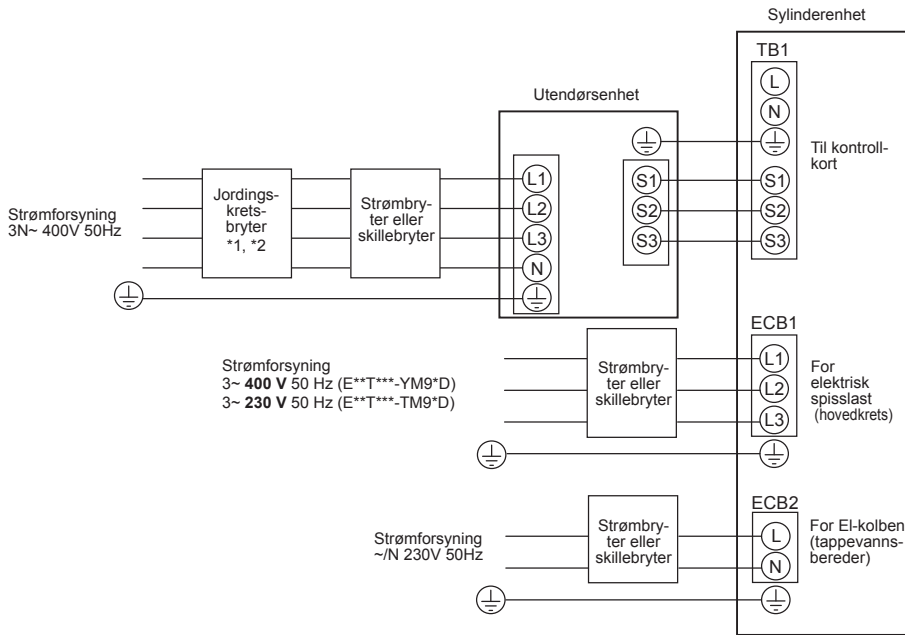 Sylinderenhet
TB1
L
N
Utendørsenhet
Til kontroll-
kort
L1
L2
L3
N
S1
S2
S3
S1
S2
S3
Strømforsyning
3N~ 400V 50Hz
Jordings-
krets-
bryter
*1, *2
Strømbry-
ter eller
skillebryter
ECB1
Strømforsyning
3~ 400 V 50 Hz (E**T***-YM9*D)
3~ 230 V 50 Hz (E**T***-TM9*D)
Strømbry-
ter eller
skillebryter
L1
L2
L3
For
elektrisk
spisslast
(hovedkrets)
ECB2
Strømforsyning
~/N 230V 50Hz
Strømbry-
ter eller
skillebryter
L
N
For El-kolben
(tappevanns-
bereder)